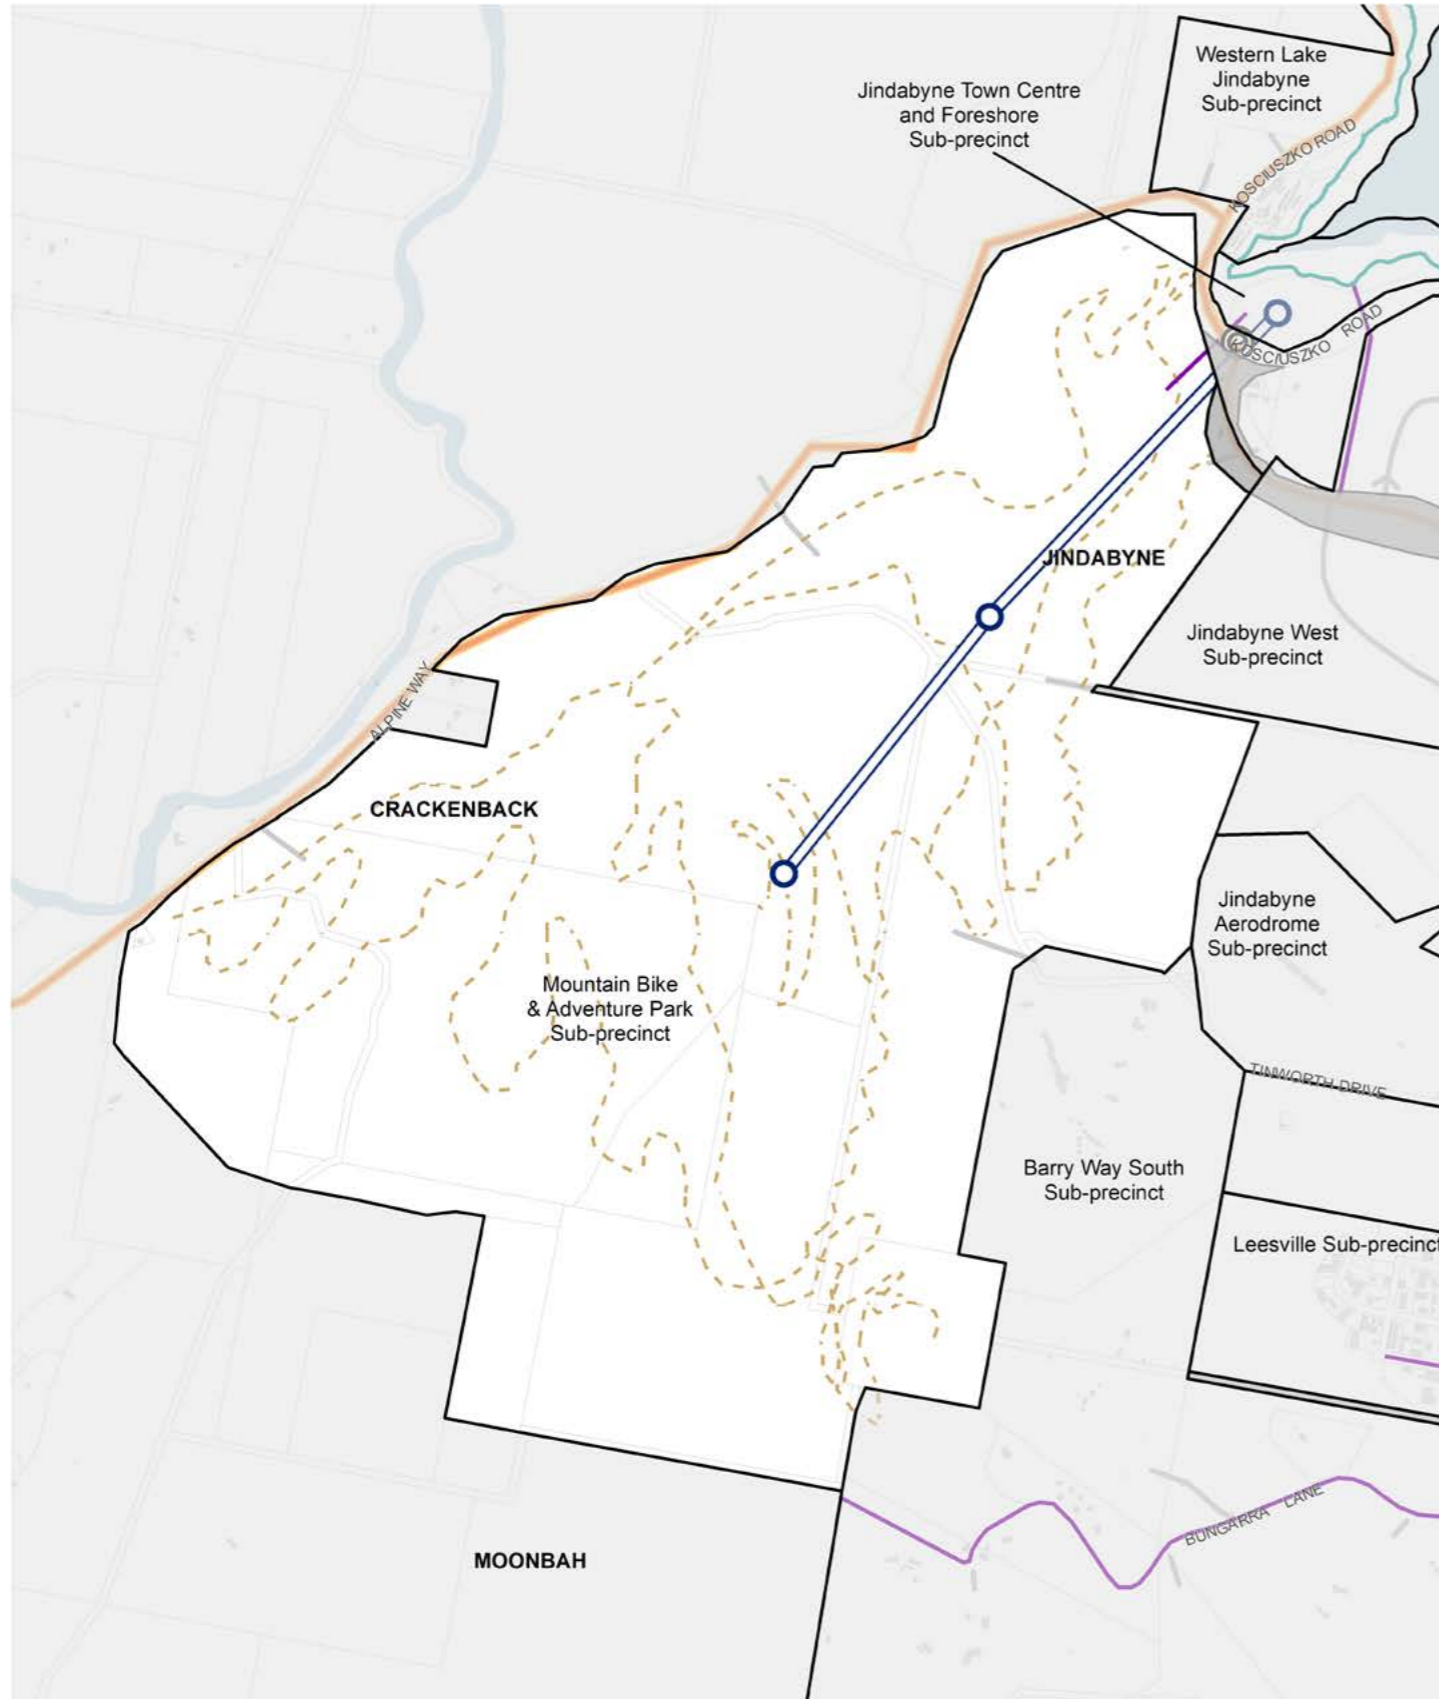 Western Lake
Jindabyne
Sub-precinct
Jindabyne Town Centre
and Foreshore
Sub-precinct
KOSCIUSZKO ROAD
KOSCIUSZKO ROAD
JINDABYNE
Jindabyne West
Sub-precinct
ALPINE WAY
CRACKENBACK
Jindabyne
Aerodrome
Sub-precinct
Mountain Bike
& Adventure Park
Sub-precinct
TINWORTH DRIVE
Barry Way South
Sub-precinct
Leesville Sub-precinct
BUNGARRA LANE
MOONBAH